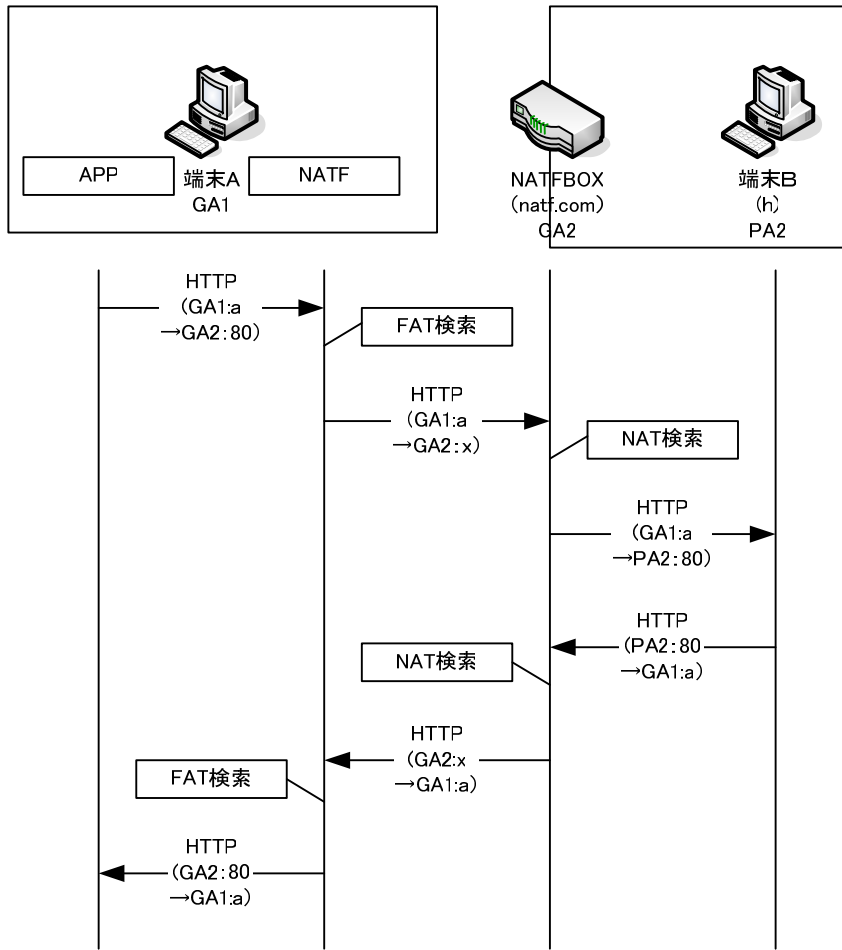 APP
端末A
GA1
NATF
NATFBOX
(natf.com)
GA2
端末B
(h)
PA2
HTTP
(GA1:a
→GA2:80)
FAT検索
HTTP
(GA1:a
→GA2:x)
NAT検索
HTTP
(GA1:a
→PA2:80)
HTTP
(PA2:80
→GA1:a)
NAT検索
HTTP
(GA2:x
→GA1:a)
FAT検索
HTTP
(GA2:80
→GA1:a)